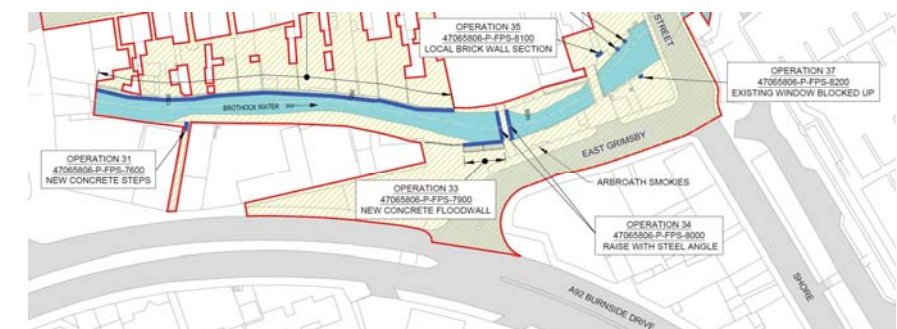 OPERATION 35
47065806-P-FPS-8100
LOCAL BRICK WALL SECTION
STREET
OPERATION 37
47065806-P-FPS-8200
EXISTING WINDOW BLOCKED UP
BROTHOCK WATER
EAST GRIMSBY
OPERATION 31
47065806-P-FPS-7600
NEW CONCRETE STEPS
OPERATION 33
47065806-P-FPS-7900
NEW CONCRETE FLOODWALL
ARBROATH SMOKIES
OPERATION 34
47065806-P-FPS-8000
RAISE WITH STEEL ANGLE
SHORE
A92 BURNSIDE DRIVE